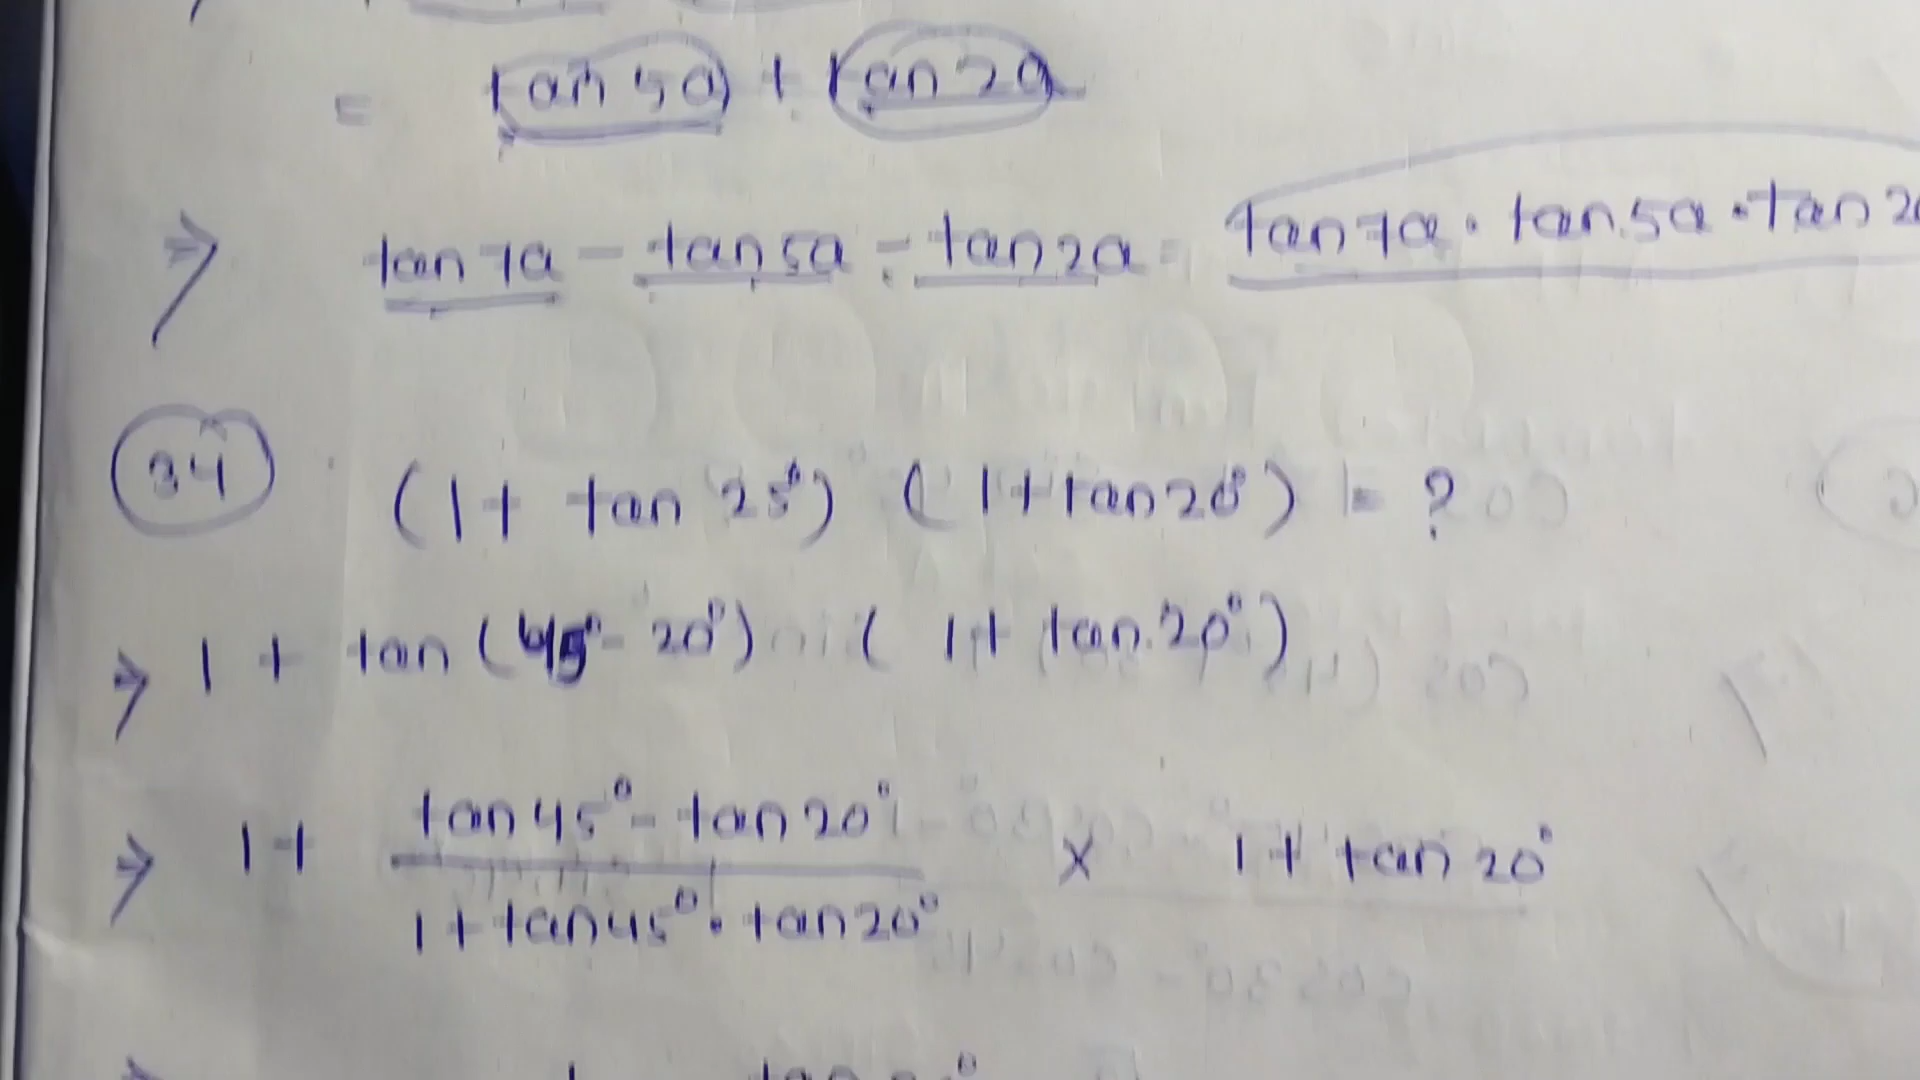 = tan 5a + tan 2a
⇒ tan 7a - tan 5a - tan 2a = tan 7a · tan 5a · tan 2a
34 (1 + tan 25°) (1 + tan 20°) = ?
⇒ 1 + tan (45° - 20°) ( 1 + tan 20°)
⇒ 1 + (tan 45° - tan 20°) / (1 + tan 45° · tan 20°) × 1 + tan 20°